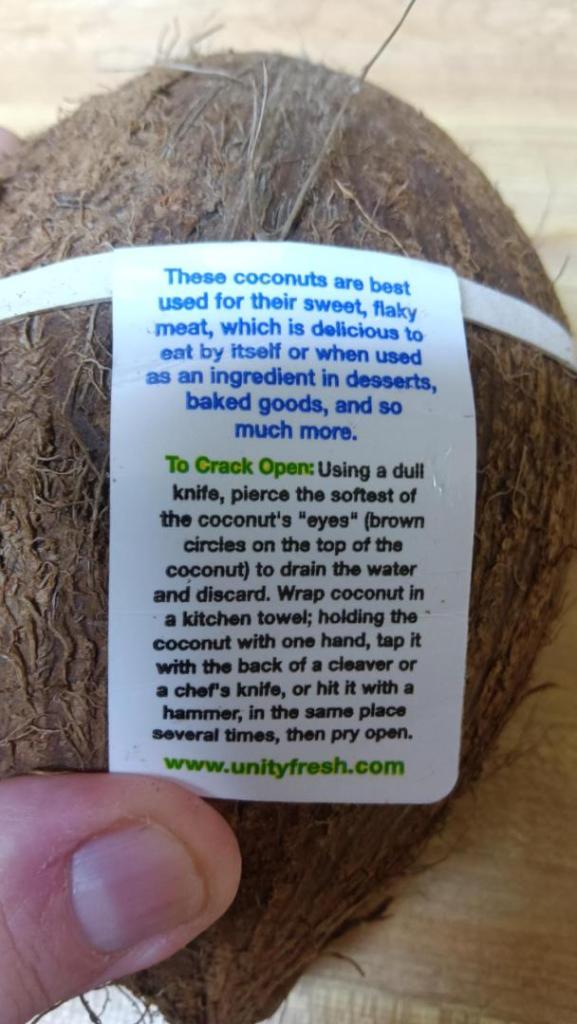 These coconuts are best
used for their sweet, flaky
meat, which is delicious to
eat by itself or when used
as an ingredient in desserts,
baked goods, and so
much more.
To Crack Open: Using a dull
knife, pierce the softest of
the coconut's "eyes" (brown
circles on the top of the
coconut) to drain the water
and discard. Wrap coconut in
a kitchen towel; holding the
coconut with one hand, tap it
with the back of a cleaver or
a chef's knife, or hit it with a
hammer, in the same place
several times, then pry open.
www.unityfresh.com